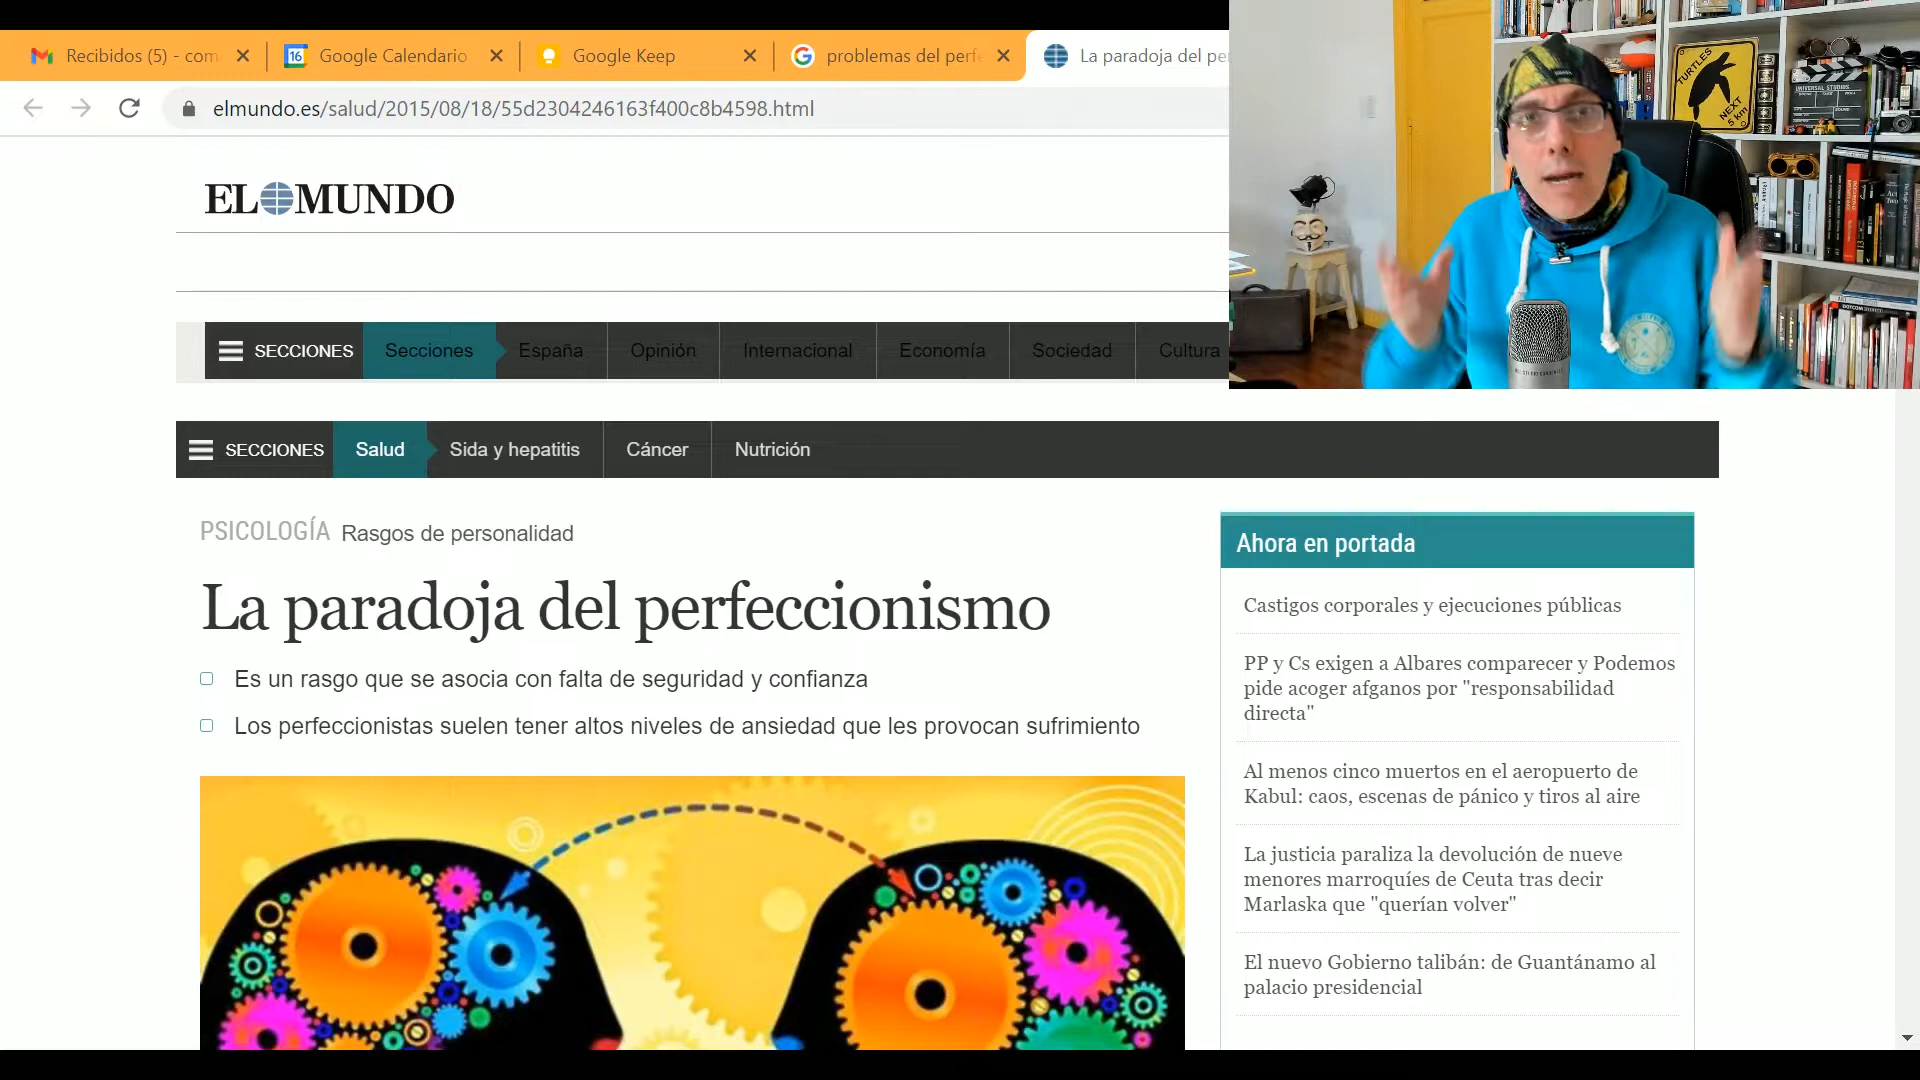 Recibidos (5) - com
Google Calendario
Google Keep
problemas del perfe
La paradoja del pe
elmundo.es/salud/2015/08/18/55d2304246163f400c8b4598.html
EL MUNDO
SECCIONES
Secciones
España
Opinión
Internacional
Economía
Sociedad
Cultura
SECCIONES
Salud
Sida y hepatitis
Cáncer
Nutrición
PSICOLOGÍA Rasgos de personalidad
La paradoja del perfeccionismo
Es un rasgo que se asocia con falta de seguridad y confianza
Los perfeccionistas suelen tener altos niveles de ansiedad que les provocan sufrimiento
Ahora en portada
Castigos corporales y ejecuciones públicas
PP y Cs exigen a Albares comparecer y Podemos
pide acoger afganos por "responsabilidad
directa"
Al menos cinco muertos en el aeropuerto de
Kabul: caos, escenas de pánico y tiros al aire
La justicia paraliza la devolución de nueve
menores marroquíes de Ceuta tras decir
Marlaska que "querían volver"
El nuevo Gobierno talibán: de Guantánamo al
palacio presidencial
TURTLES
NEXT
5 km
UNIVERSAL STUDIOS